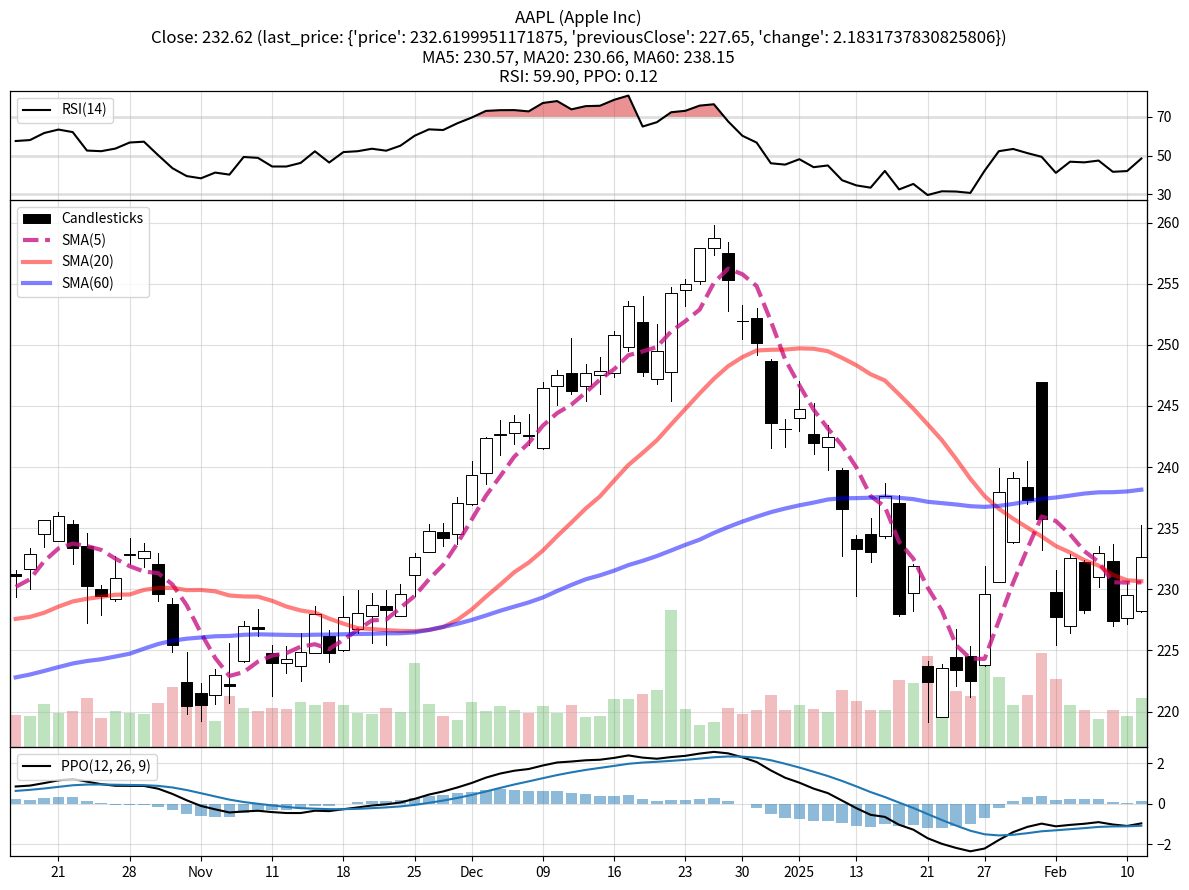 AAPL (Apple Inc)
Close: 232.62 (last_price: {'price': 232.6199951171875, 'previousClose': 227.65, 'change': 2.1831737830825806})
MA5: 230.57, MA20: 230.66, MA60: 238.15
RSI: 59.90, PPO: 0.12
RSI(14)
70
50
30
Candlesticks
SMA(5)
SMA(20)
SMA(60)
260
255
250
245
240
235
230
225
220
PPO(12, 26, 9)
2
0
−2
21 28 Nov 11 18 25 Dec 09 16 23 30 2025 13 21 27 Feb 10